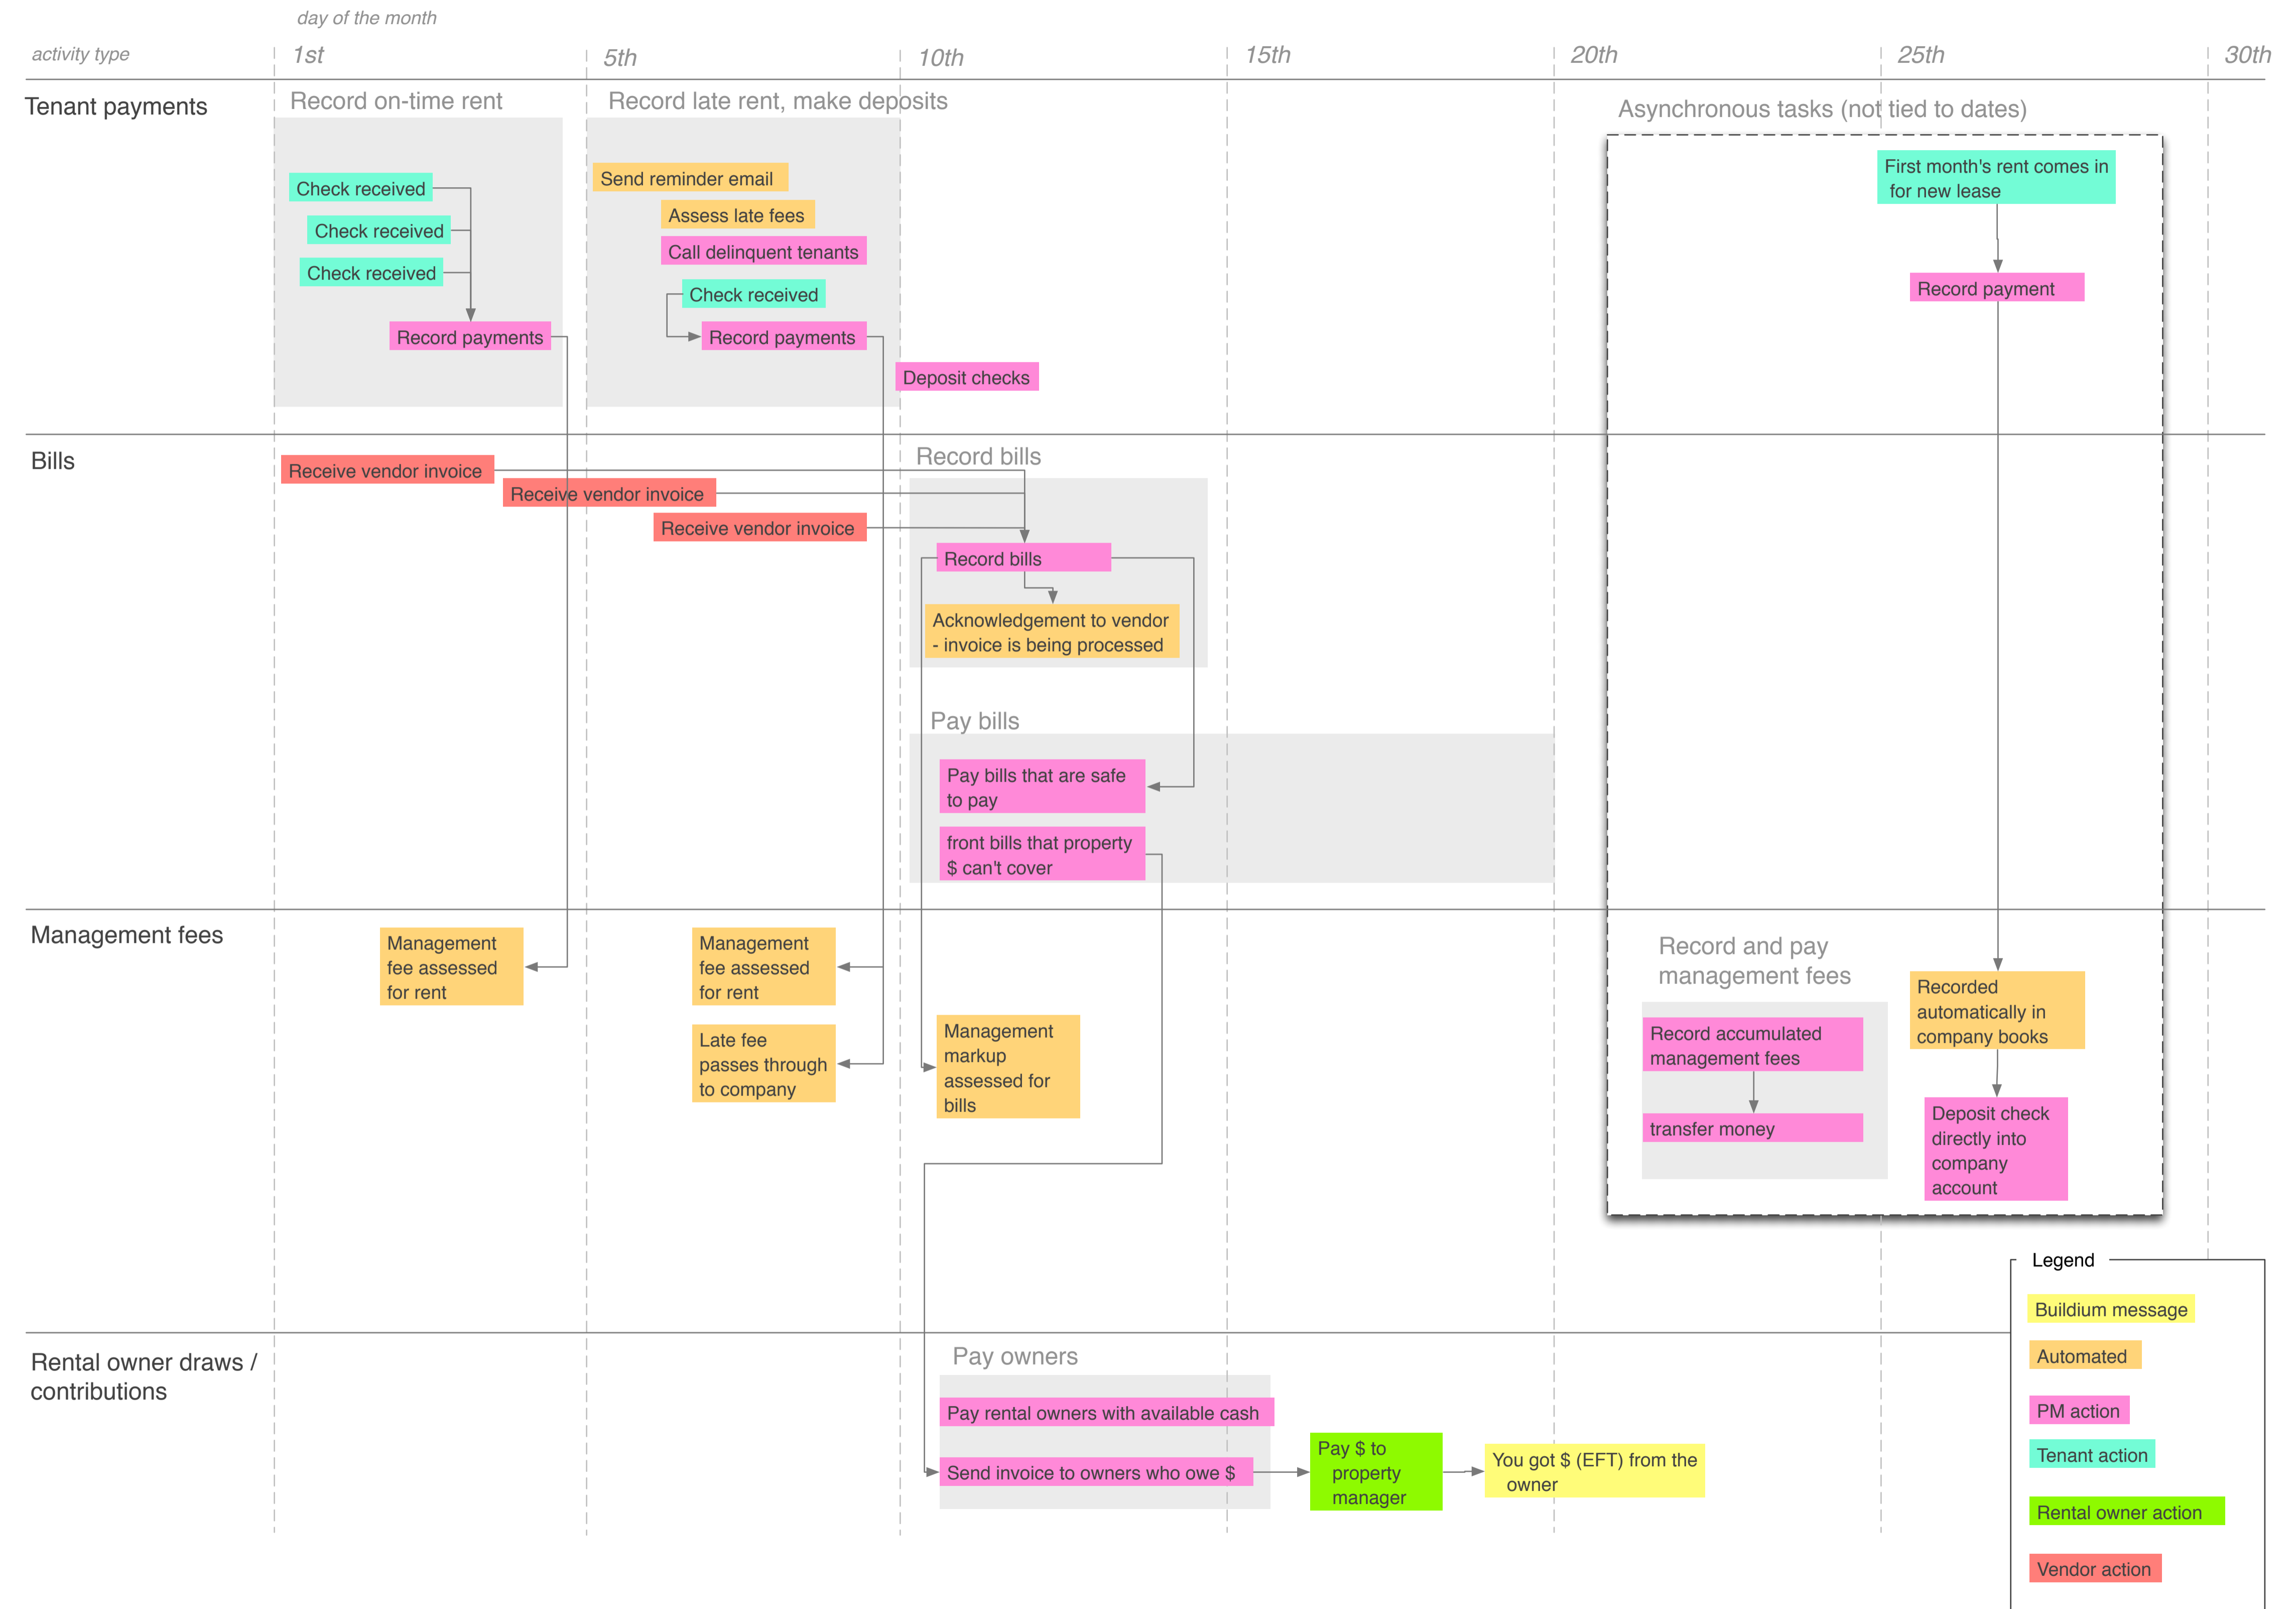 day of the month
activity type
1st
5th
10th
15th
20th
25th
30th
Tenant payments
Record on-time rent
Check received
Check received
Check received
Record payments
Record late rent, make deposits
Send reminder email
Assess late fees
Call delinquent tenants
Check received
Record payments
Deposit checks
Asynchronous tasks (not tied to dates)
First month's rent comes in
for new lease
Record payment
Bills
Receive vendor invoice
Receive vendor invoice
Receive vendor invoice
Record bills
Record bills
Acknowledgement to vendor
- invoice is being processed
Pay bills
Pay bills that are safe
to pay
front bills that property
$ can't cover
Management fees
Management
fee assessed
for rent
Management
fee assessed
for rent
Late fee
passes through
to company
Management
markup
assessed for
bills
Record and pay
management fees
Record accumulated
management fees
transfer money
Recorded
automatically in
company books
Deposit check
directly into
company
account
Rental owner draws /
contributions
Pay owners
Pay rental owners with available cash
Send invoice to owners who owe $
Pay $ to
property
manager
You got $ (EFT) from the
owner
Legend
Buildium message
Automated
PM action
Tenant action
Rental owner action
Vendor action